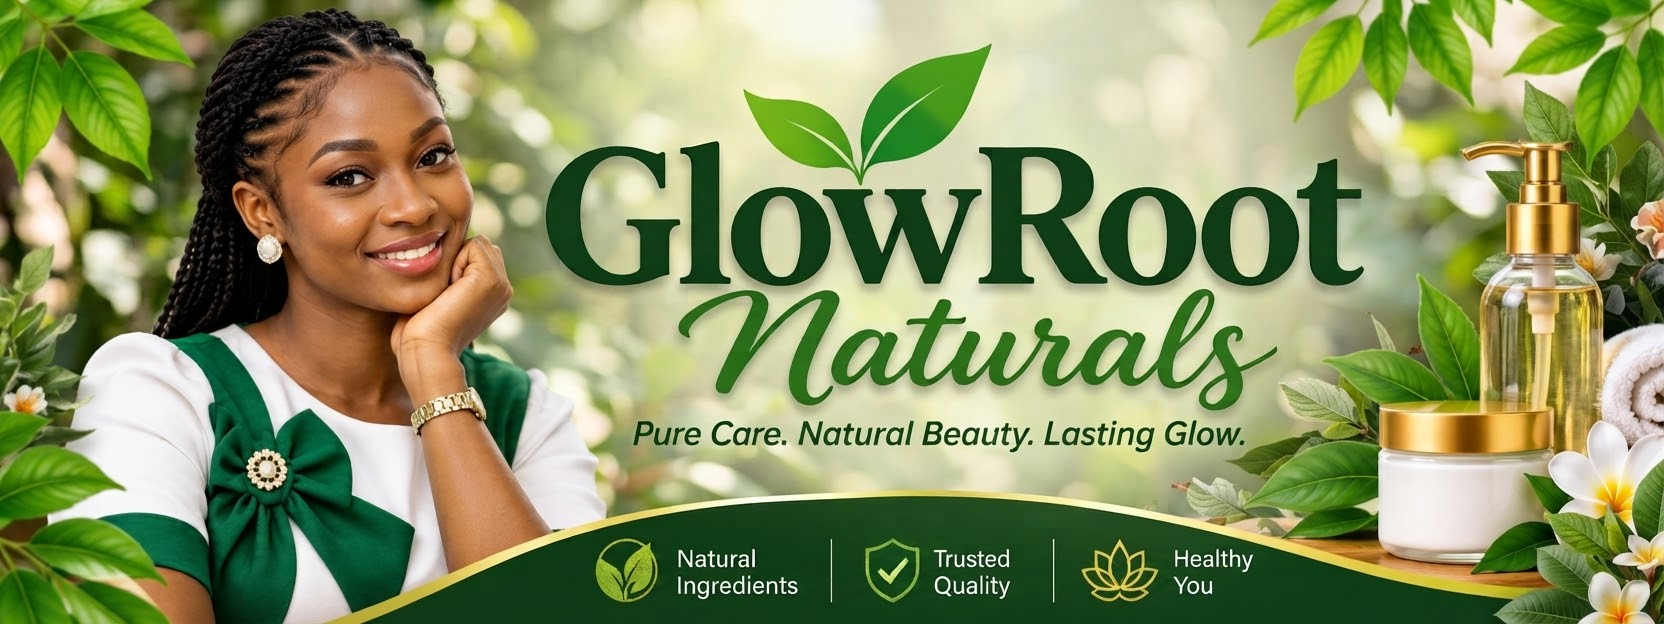 GlowRoot
Naturals
Pure Care. Natural Beauty. Lasting Glow.
Natural
Ingredients
Trusted
Quality
Healthy
You